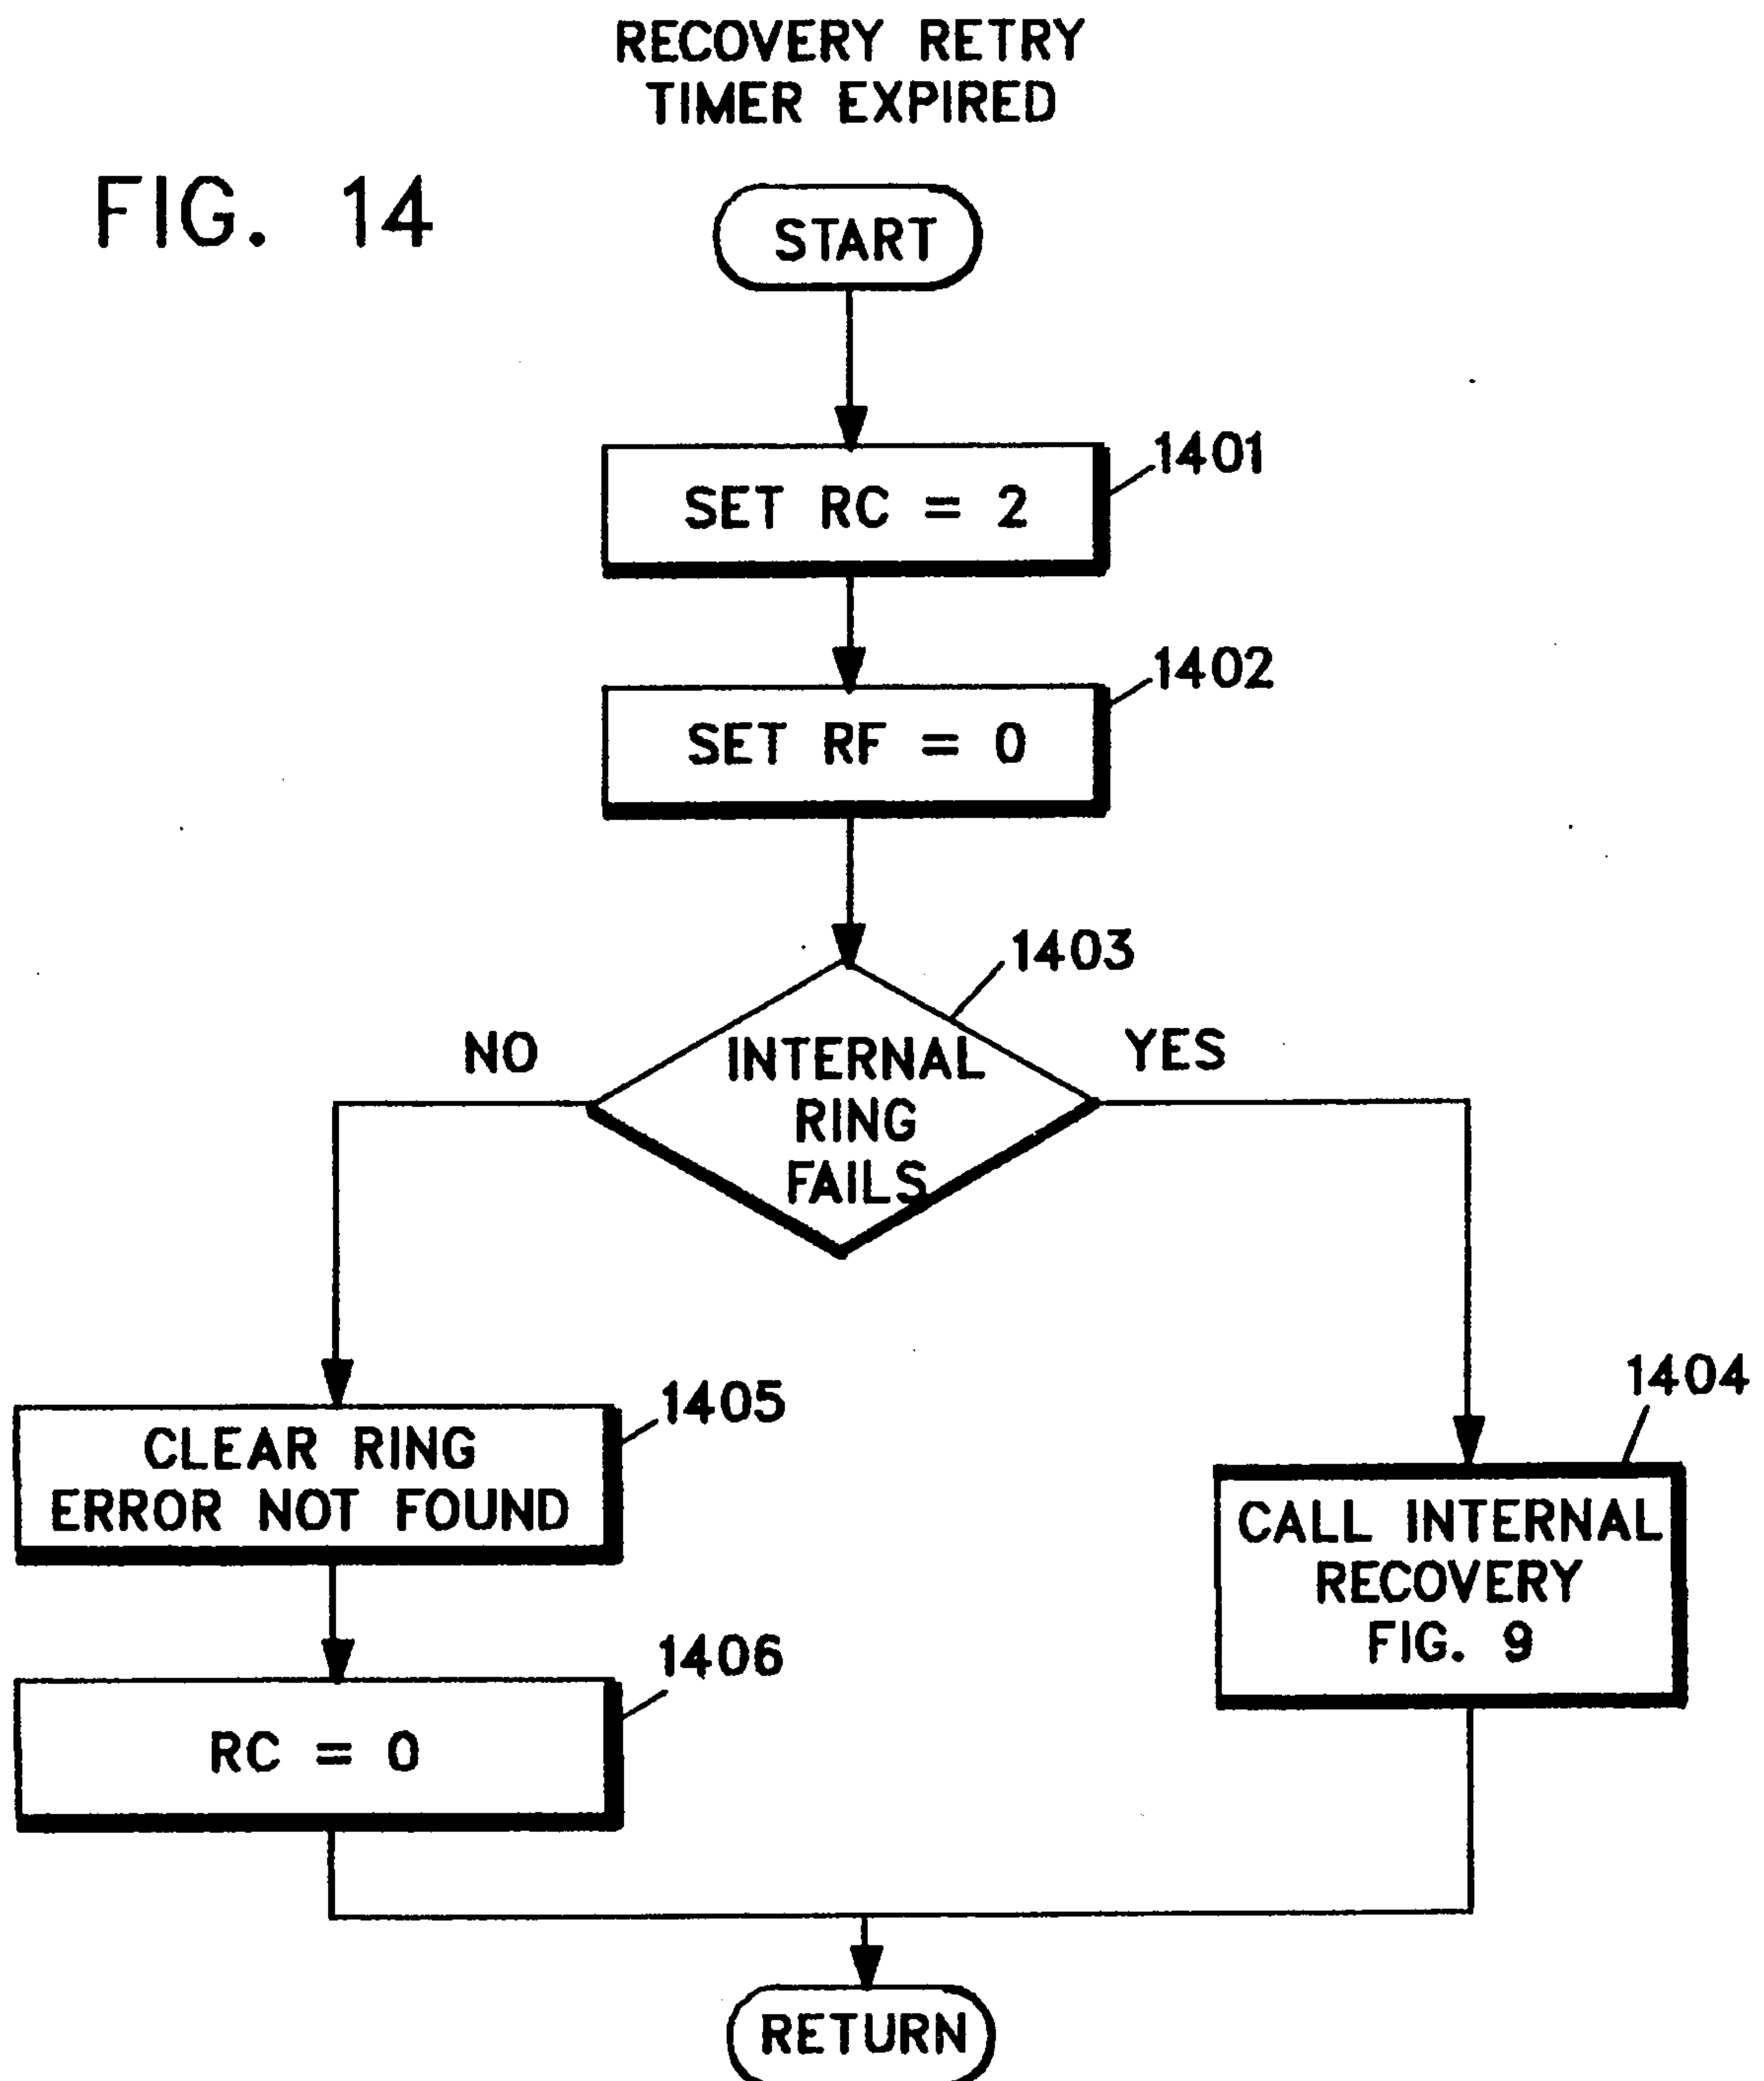 RECOVERY RETRY
TIMER EXPIRED
FIG. 14
START
1401
SET RC = 2
1402
SET RF = 0
1403
NO
YES
INTERNAL
RING
FAILS
1404
1405
CLEAR RING
ERROR NOT FOUND
CALL INTERNAL
RECOVERY
FIG. 9
1406
RC = 0
RETURN